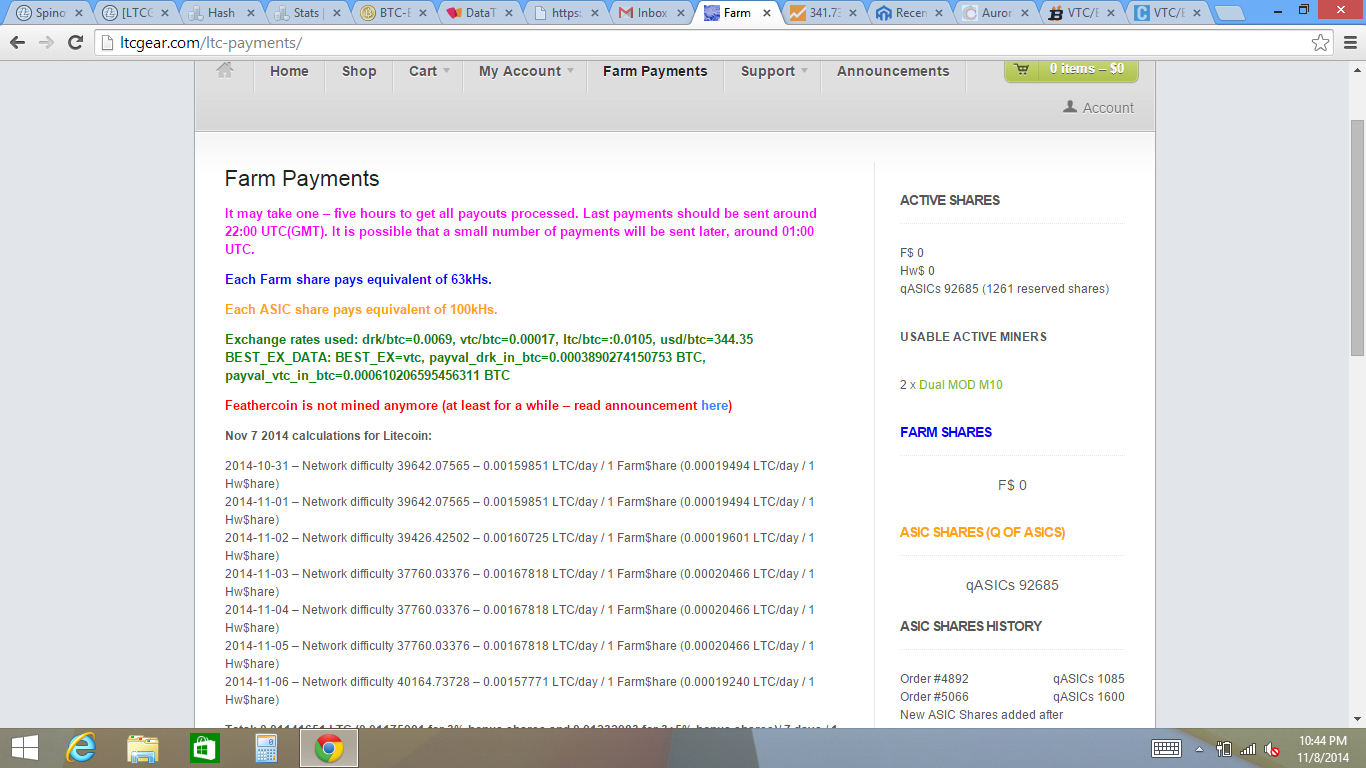 Spino
[LTCG
Hash
Stats |
BTC-E
DataT
https:
Inbox
Farm
341.73
Recen
Auror
VTC/E
VTC/E
ltcgear.com/ltc-payments/
Home
Shop
Cart
My Account
Farm Payments
Support
Announcements
0 items – $0
Account
Farm Payments
It may take one – five hours to get all payouts processed. Last payments should be sent around
22:00 UTC(GMT). It is possible that a small number of payments will be sent later, around 01:00
UTC.
Each Farm share pays equivalent of 63kHs.
Each ASIC share pays equivalent of 100kHs.
Exchange rates used: drk/btc=0.0069, vtc/btc=0.00017, ltc/btc=:0.0105, usd/btc=344.35
BEST_EX_DATA: BEST_EX=vtc, payval_drk_in_btc=0.0003890274150753 BTC,
payval_vtc_in_btc=0.000610206595456311 BTC
Feathercoin is not mined anymore (at least for a while – read announcement here)
Nov 7 2014 calculations for Litecoin:
2014-10-31 – Network difficulty 39642.07565 – 0.00159851 LTC/day / 1 Farm$hare (0.00019494 LTC/day / 1
Hw$hare)
2014-11-01 – Network difficulty 39642.07565 – 0.00159851 LTC/day / 1 Farm$hare (0.00019494 LTC/day / 1
Hw$hare)
2014-11-02 – Network difficulty 39426.42502 – 0.00160725 LTC/day / 1 Farm$hare (0.00019601 LTC/day / 1
Hw$hare)
2014-11-03 – Network difficulty 37760.03376 – 0.00167818 LTC/day / 1 Farm$hare (0.00020466 LTC/day / 1
Hw$hare)
2014-11-04 – Network difficulty 37760.03376 – 0.00167818 LTC/day / 1 Farm$hare (0.00020466 LTC/day / 1
Hw$hare)
2014-11-05 – Network difficulty 37760.03376 – 0.00167818 LTC/day / 1 Farm$hare (0.00020466 LTC/day / 1
Hw$hare)
2014-11-06 – Network difficulty 40164.73728 – 0.00157771 LTC/day / 1 Farm$hare (0.00019240 LTC/day / 1
Hw$hare)
ACTIVE SHARES
F$ 0
Hw$ 0
qASICs 92685 (1261 reserved shares)
USABLE ACTIVE MINERS
2 x Dual MOD M10
FARM SHARES
F$ 0
ASIC SHARES (Q OF ASICS)
qASICs 92685
ASIC SHARES HISTORY
Order #4892 qASICs 1085
Order #5066 qASICs 1600
New ASIC Shares added after
10:44 PM
11/8/2014